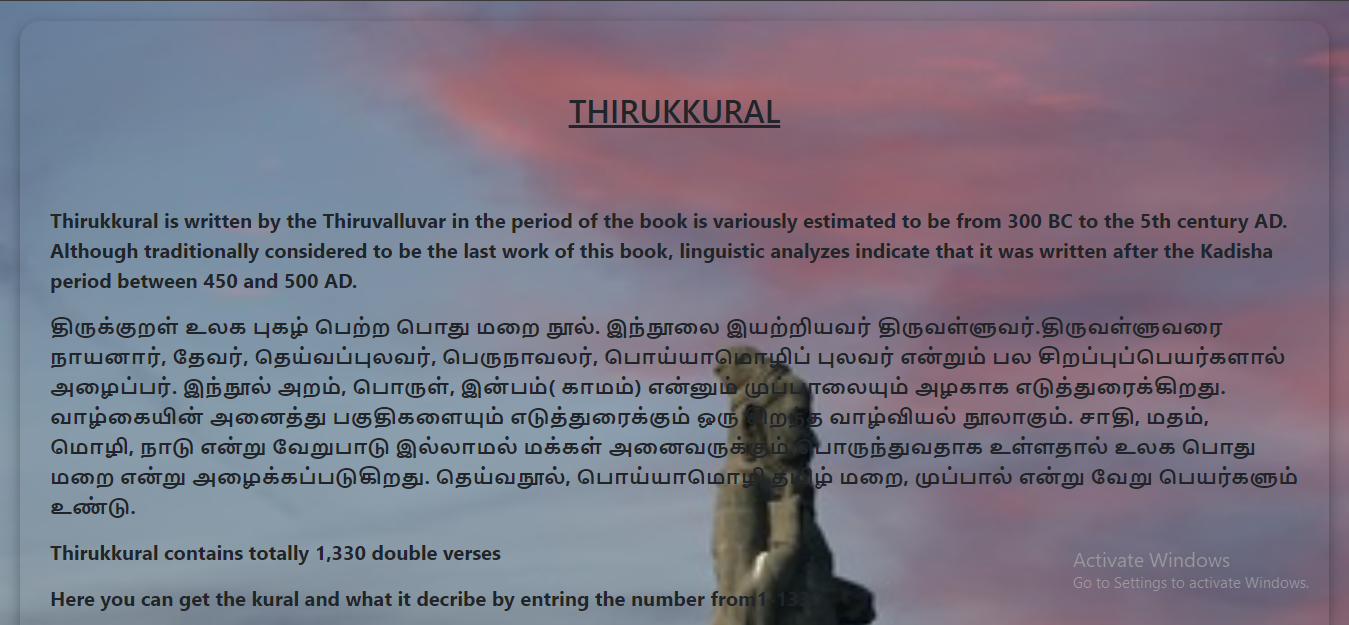 THIRUKKURAL
Thirukkural is written by the Thiruvalluvar in the period of the book is variously estimated to be from 300 BC to the 5th century AD.
Although traditionally considered to be the last work of this book, linguistic analyzes indicate that it was written after the Kadisha
period between 450 and 500 AD.
திருக்குறள் உலக புகழ் பெற்ற பொது மறை நூல். இந்நூலை இயற்றியவர் திருவள்ளுவர்.திருவள்ளுவரை
நாயனார், தேவர், தெய்வப்புலவர், பெருநாவலர், பொய்யாமொழிப் புலவர் என்றும் பல சிறப்புப்பெயர்களால்
அழைப்பர். இந்நூல் அறம், பொருள், இன்பம்( காமம்) என்னும் முப்பாலையும் அழகாக எடுத்துரைக்கிறது.
வாழ்கையின் அனைத்து பகுதிகளையும் எடுத்துரைக்கும் ஒரு சிறந்த வாழ்வியல் நூலாகும். சாதி, மதம்,
மொழி, நாடு என்று வேறுபாடு இல்லாமல் மக்கள் அனைவருக்கும் பொருந்துவதாக உள்ளதால் உலக பொது
மறை என்று அழைக்கப்படுகிறது. தெய்வநூல், பொய்யாமொழி தமிழ் மறை, முப்பால் என்று வேறு பெயர்களும்
உண்டு.
Thirukkural contains totally 1,330 double verses
Activate Windows
Go to Settings to activate Windows.
Here you can get the kural and what it decribe by entring the number from1